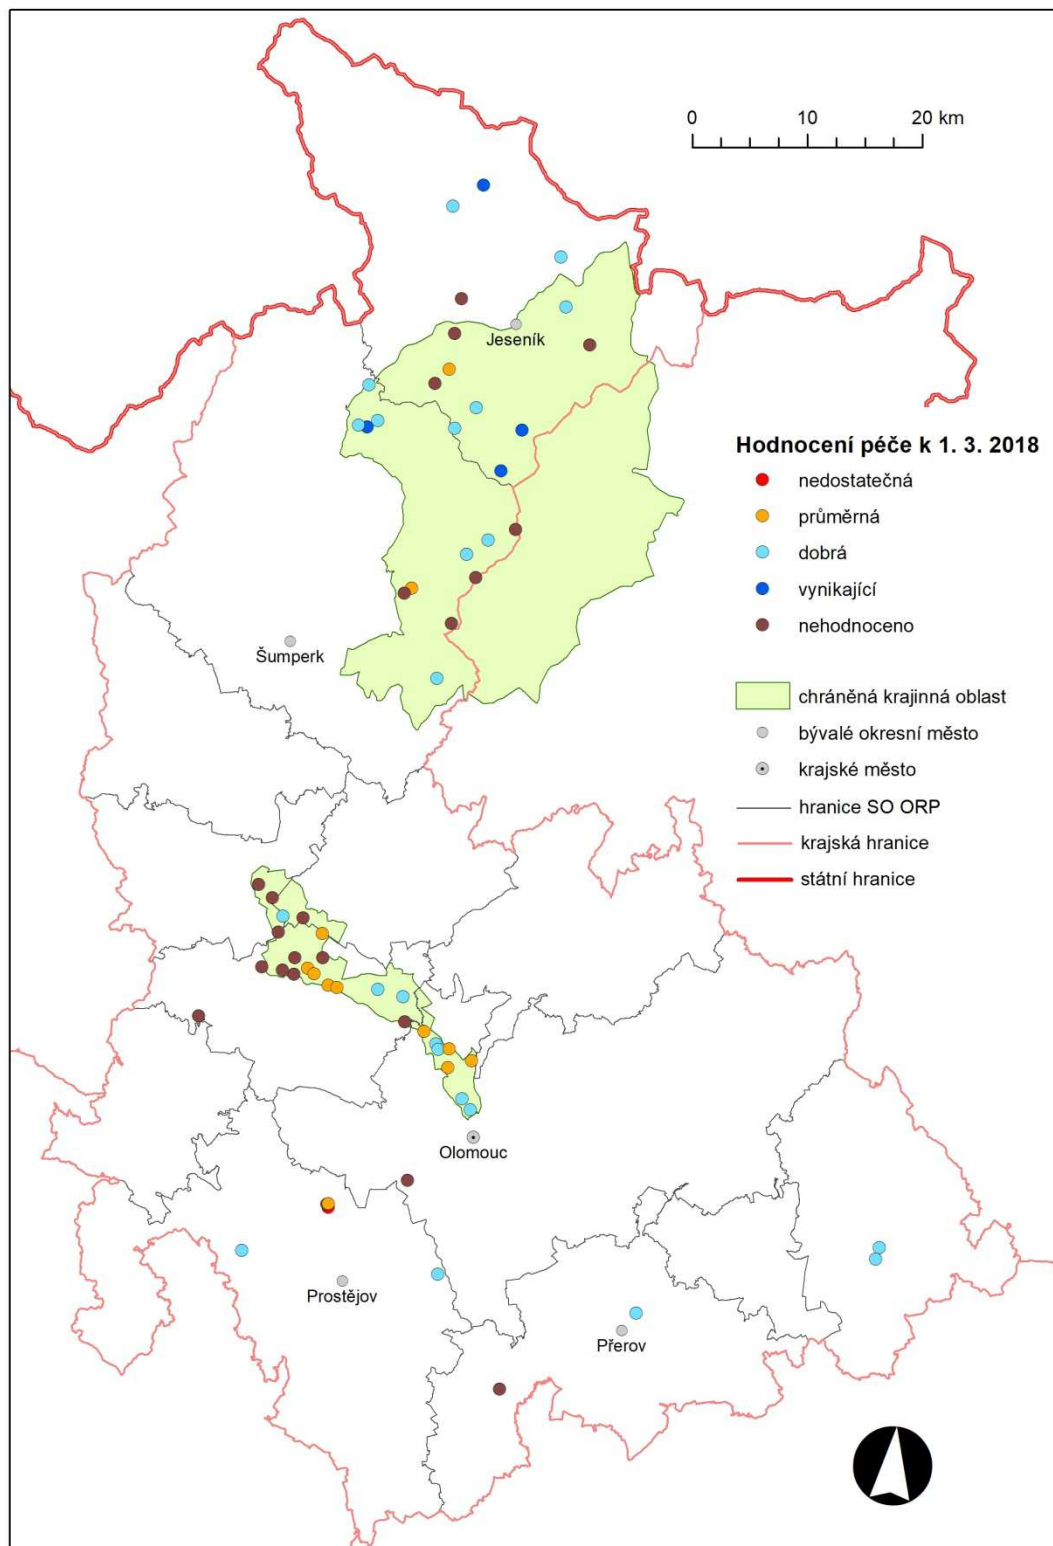 0 10 20 km
Jeseník
Hodnocení péče k 1. 3. 2018
nedostatečná
průměrná
dobrá
vynikající
nehodnoceno
Šumperk
chráněná krajinná oblast
bývalé okresní město
krajské město
hranice SO ORP
krajská hranice
státní hranice
Olomouc
Prostějov
Přerov